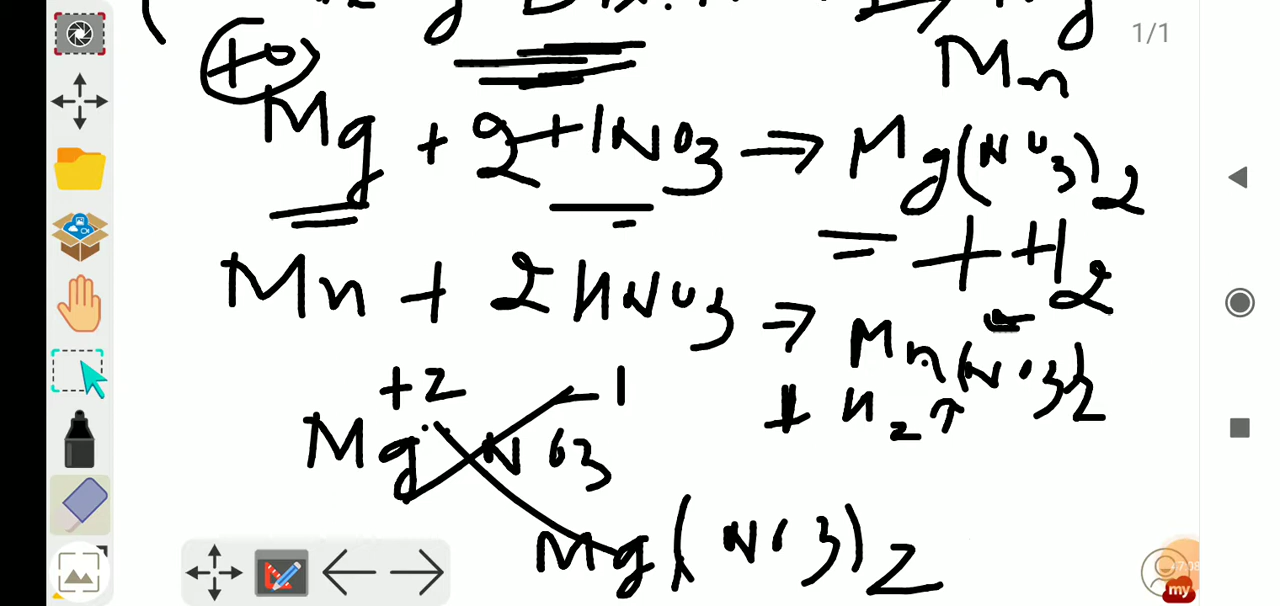 1/1
Mn
Mg + 2HNO3 ⇒ Mg(NO3)2
+ H2
Mn + 2HNO3 ⇒ Mn(NO3)2
+ H2↑
+2 -1
Mg NO3
Mg(NO3)2
my